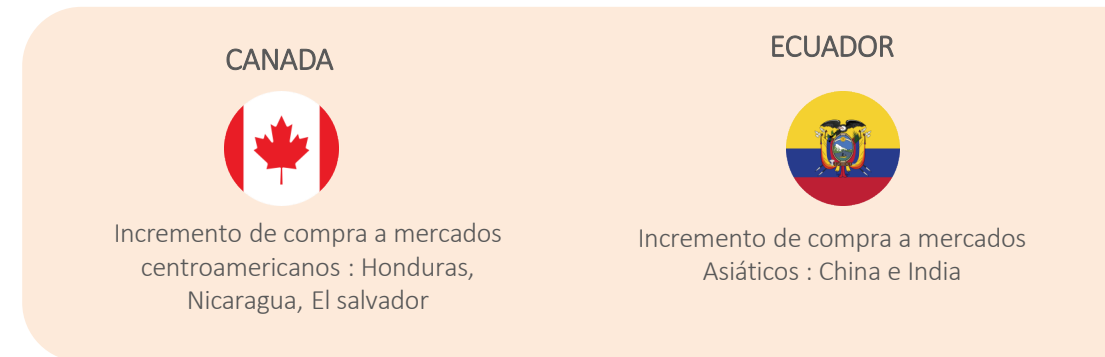 CANADA
Incremento de compra a mercados
centroamericanos : Honduras,
Nicaragua, El salvador
ECUADOR
Incremento de compra a mercados
Asiáticos : China e India